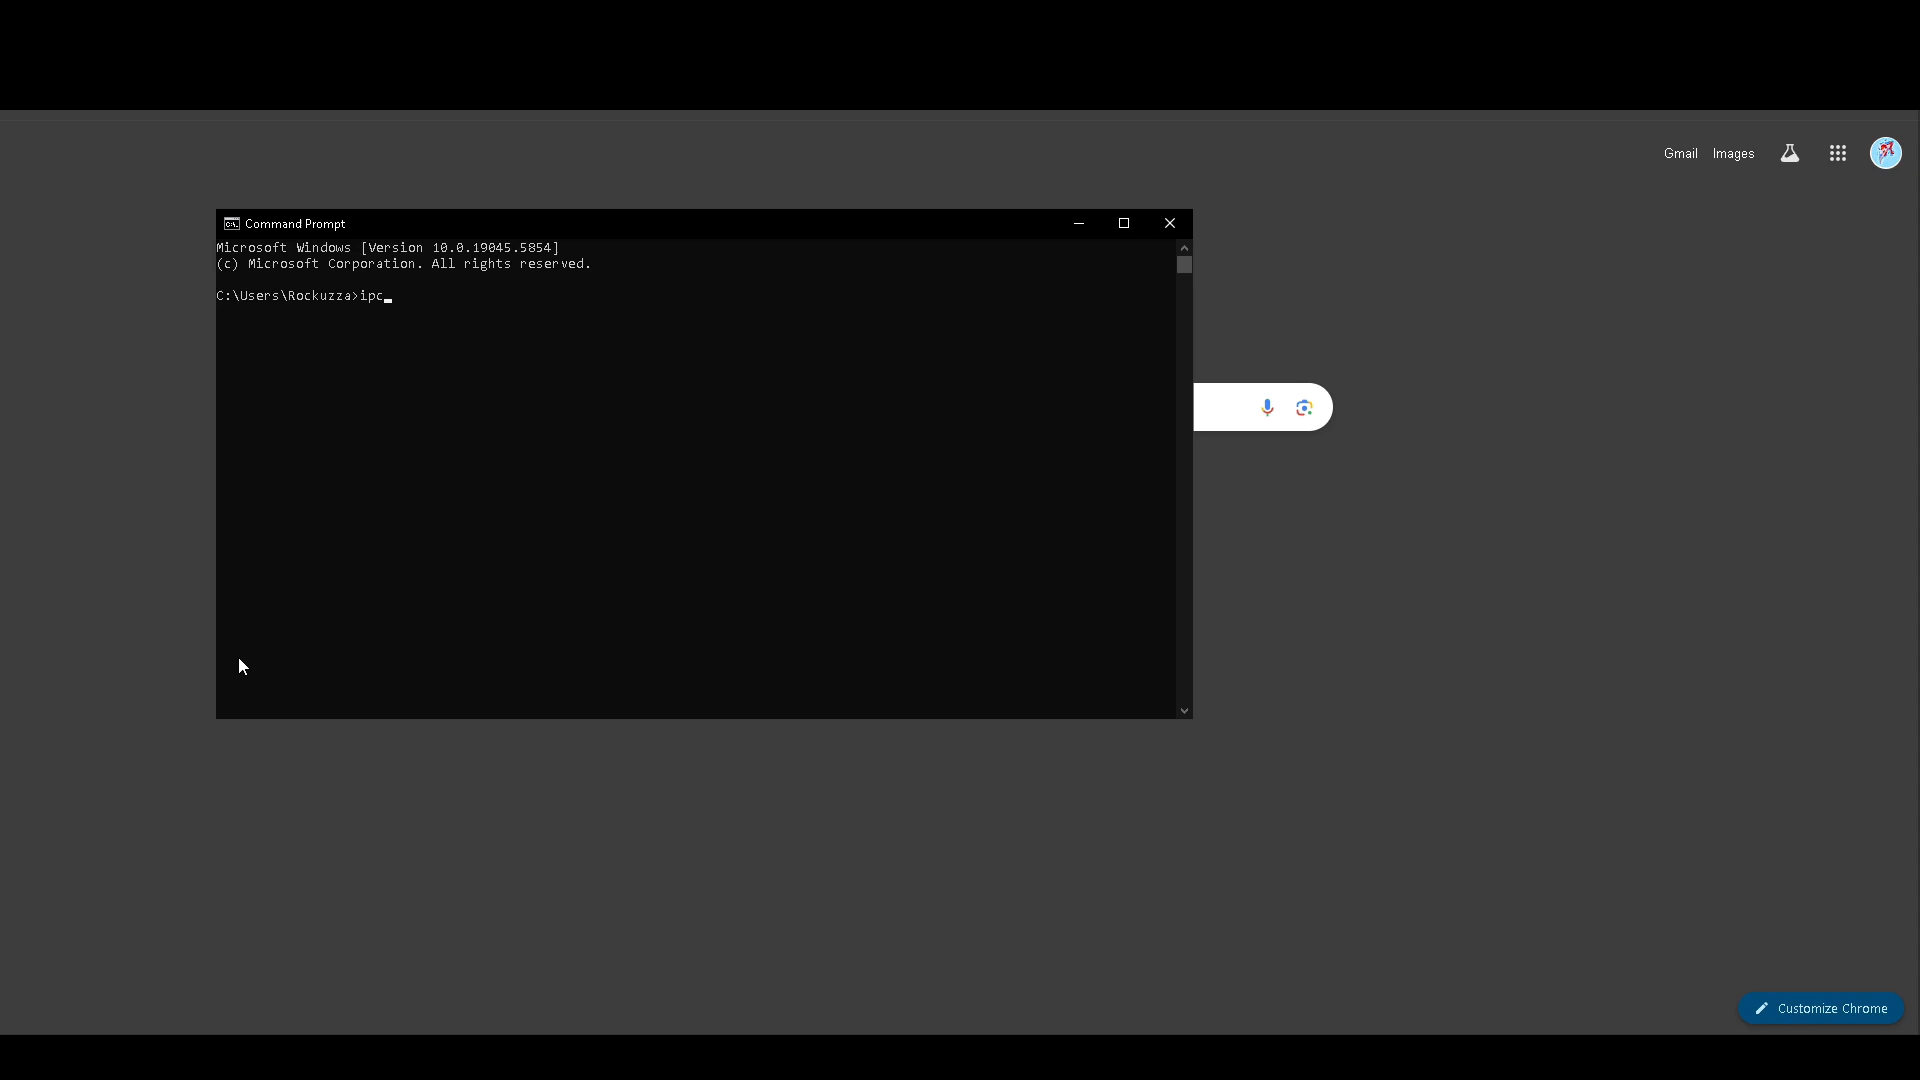 Gmail Images
Command Prompt
Microsoft Windows [Version 10.0.19045.5854]
(c) Microsoft Corporation. All rights reserved.
C:\Users\Rockuzza>ipc
Customize Chrome